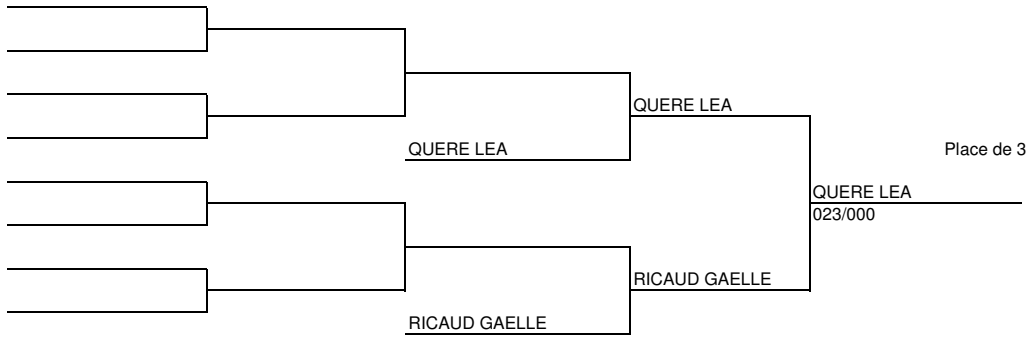 QUERE LEA
QUERE LEA
Place de 3
QUERE LEA
023/000
RICAUD GAELLE
RICAUD GAELLE